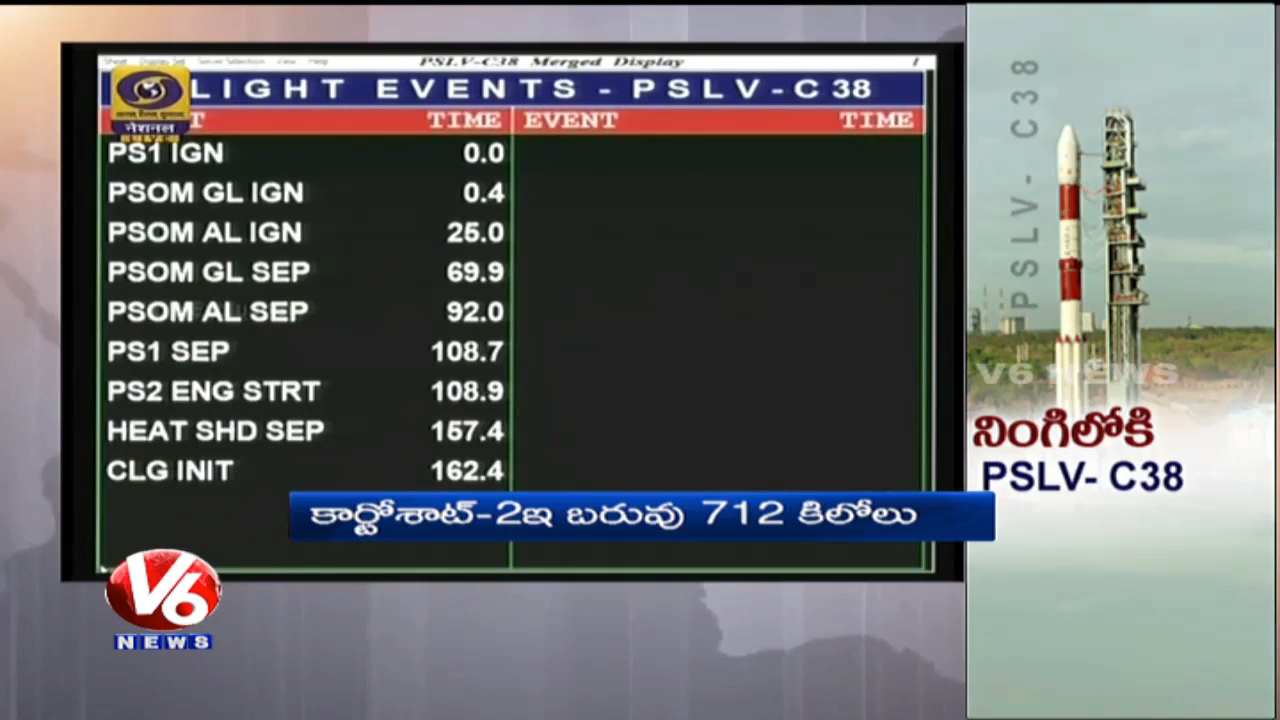 PSLV-C38 Merged Display
LIGHT EVENTS - PSLV-C38
T TIME EVENT TIME
नेशनल
PS1 IGN 0.0
PSOM GL IGN 0.4
PSOM AL IGN 25.0
PSOM GL SEP 69.9
PSOM AL SEP 92.0
PS1 SEP 108.7
PS2 ENG STRT 108.9
HEAT SHD SEP 157.4
CLG INIT 162.4
కార్టోశాట్-2ఇ బరువు 712 కిలోలు
V6
NEWS
PSLV- C38
V6 NEWS
నింగిలోకి
PSLV- C38